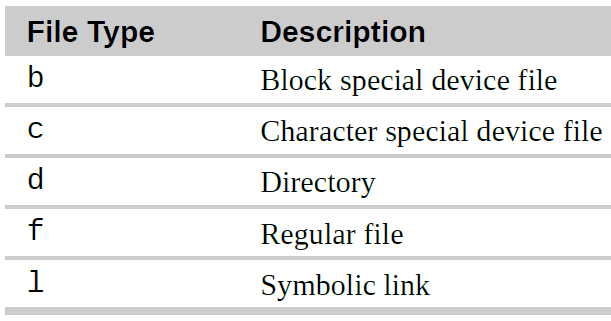 File Type Description
b Block special device file
c Character special device file
d Directory
f Regular file
l Symbolic link